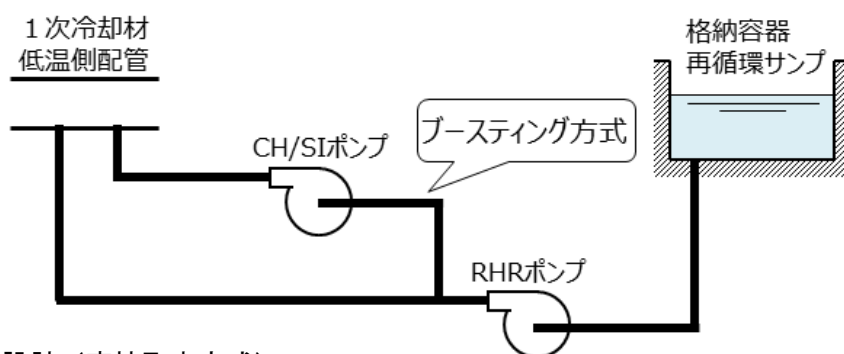 １次冷却材
低温側配管
格納容器
再循環サンプ
ブースティング方式
CH/SIポンプ
RHRポンプ